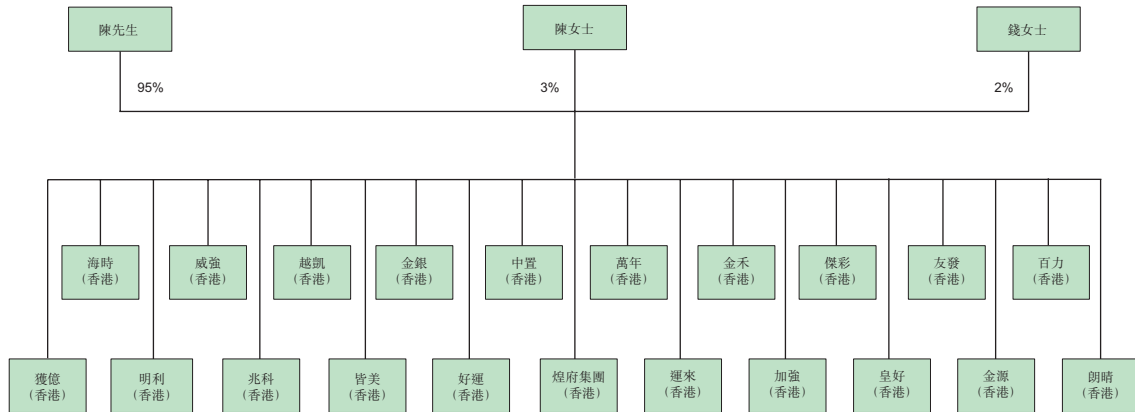 陳先生
陳女士
錢女士
95%
3%
2%
海時
(香港)
威強
(香港)
越凱
(香港)
金銀
(香港)
中置
(香港)
萬年
(香港)
金禾
(香港)
傑彩
(香港)
友發
(香港)
百力
(香港)
獲億
(香港)
明利
(香港)
兆科
(香港)
皆美
(香港)
好運
(香港)
煌府集團
(香港)
運來
(香港)
加強
(香港)
皇好
(香港)
金源
(香港)
朗晴
(香港)